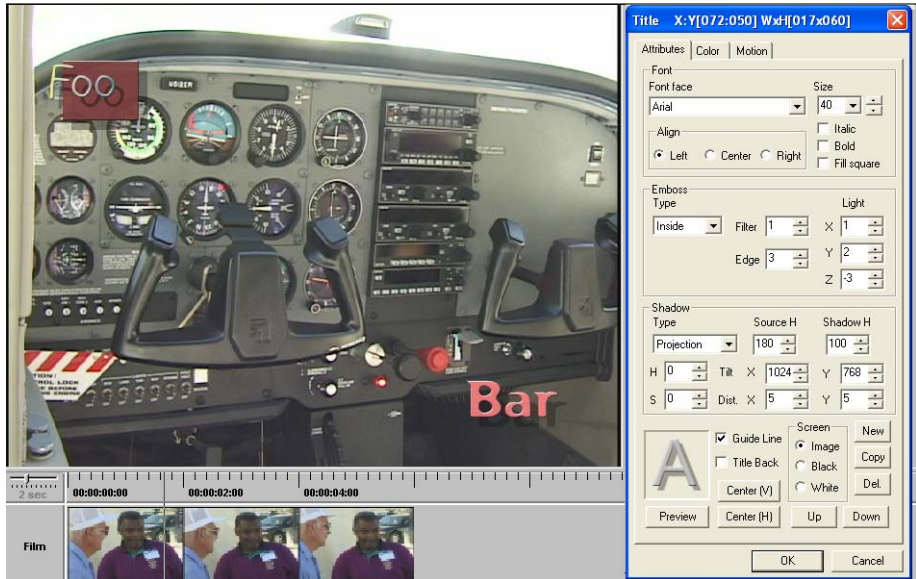 Title X:Y[072:050] WxH[017x060]
Attributes Color Motion
Font
Font face Size
Arial 40
Italic
Bold
Fill square
Align
Left Center Right
Emboss
Type Light
Inside Filter 1 X 1
Edge 3 Y 2
Z -3
Shadow
Type Source H Shadow H
Projection 180 100
H 0 Tilt X 1024 Y 768
S 0 Dist. X 5 Y 5
A
Guide Line
Title Back
Center (V)
Screen
Image
Black
White
New
Copy
Del.
Preview Center (H) Up Down
OK Cancel
Foo
Foo
Bar
Bar
2 sec 00:00:00:00 00:00:02:00 00:00:04:00
Film